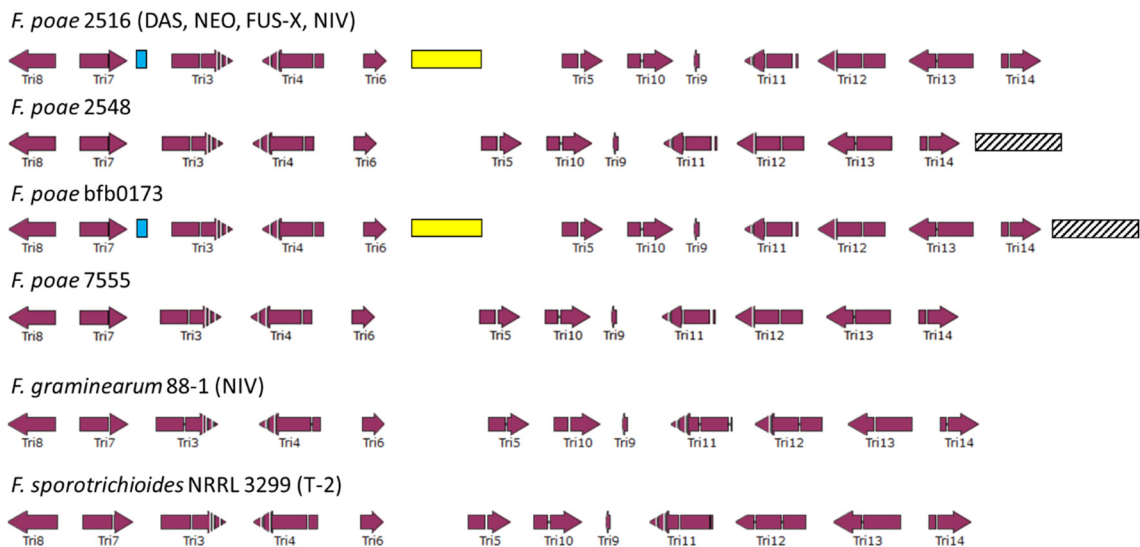 F. poae 2516 (DAS, NEO, FUS-X, NIV)
Tri8 Tri7 Tri3 Tri4 Tri6 Tri5 Tri10 Tri9 Tri11 Tri12 Tri13 Tri14
F. poae 2548
Tri8 Tri7 Tri3 Tri4 Tri6 Tri5 Tri10 Tri9 Tri11 Tri12 Tri13 Tri14
F. poae bfb0173
Tri8 Tri7 Tri3 Tri4 Tri6 Tri5 Tri10 Tri9 Tri11 Tri12 Tri13 Tri14
F. poae 7555
Tri8 Tri7 Tri3 Tri4 Tri6 Tri5 Tri10 Tri9 Tri11 Tri12 Tri13 Tri14
F. graminearum 88-1 (NIV)
Tri8 Tri7 Tri3 Tri4 Tri6 Tri5 Tri10 Tri9 Tri11 Tri12 Tri13 Tri14
F. sporotrichioides NRRL 3299 (T-2)
Tri8 Tri7 Tri3 Tri4 Tri6 Tri5 Tri10 Tri9 Tri11 Tri12 Tri13 Tri14